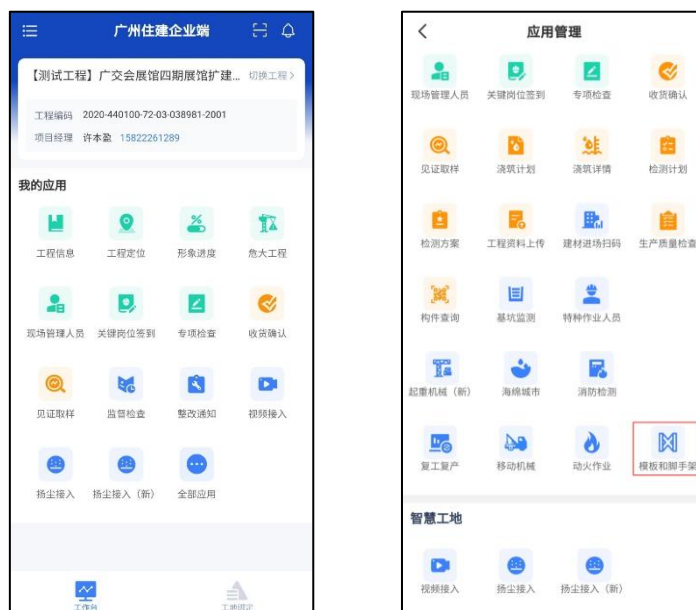 广州住建企业端
【测试工程】广交会展馆四期展馆扩建... 切换工程>
工程编码 2020-440100-72-03-038981-2001
项目经理 许本盈 15822261289
我的应用
工程信息 工程定位 形象进度 危大工程
现场管理人员 关键岗位签到 专项检查 收货确认
见证取样 监督检查 整改通知 视频接入
扬尘接入 扬尘接入（新） 全部应用
工作台
应用管理
现场管理人员 关键岗位签到 专项检查 收货确认
见证取样 浇筑计划 浇筑详情 检测计划
检测方案 工程资料上传 建材进场扫码 生产质量检查
构件查询 基坑监测 特种作业人员
起重机械（新） 海绵城市 消防检测
复工复产 移动机械 动火作业 模板和脚手架
智慧工地
视频接入 扬尘接入 扬尘接入（新）